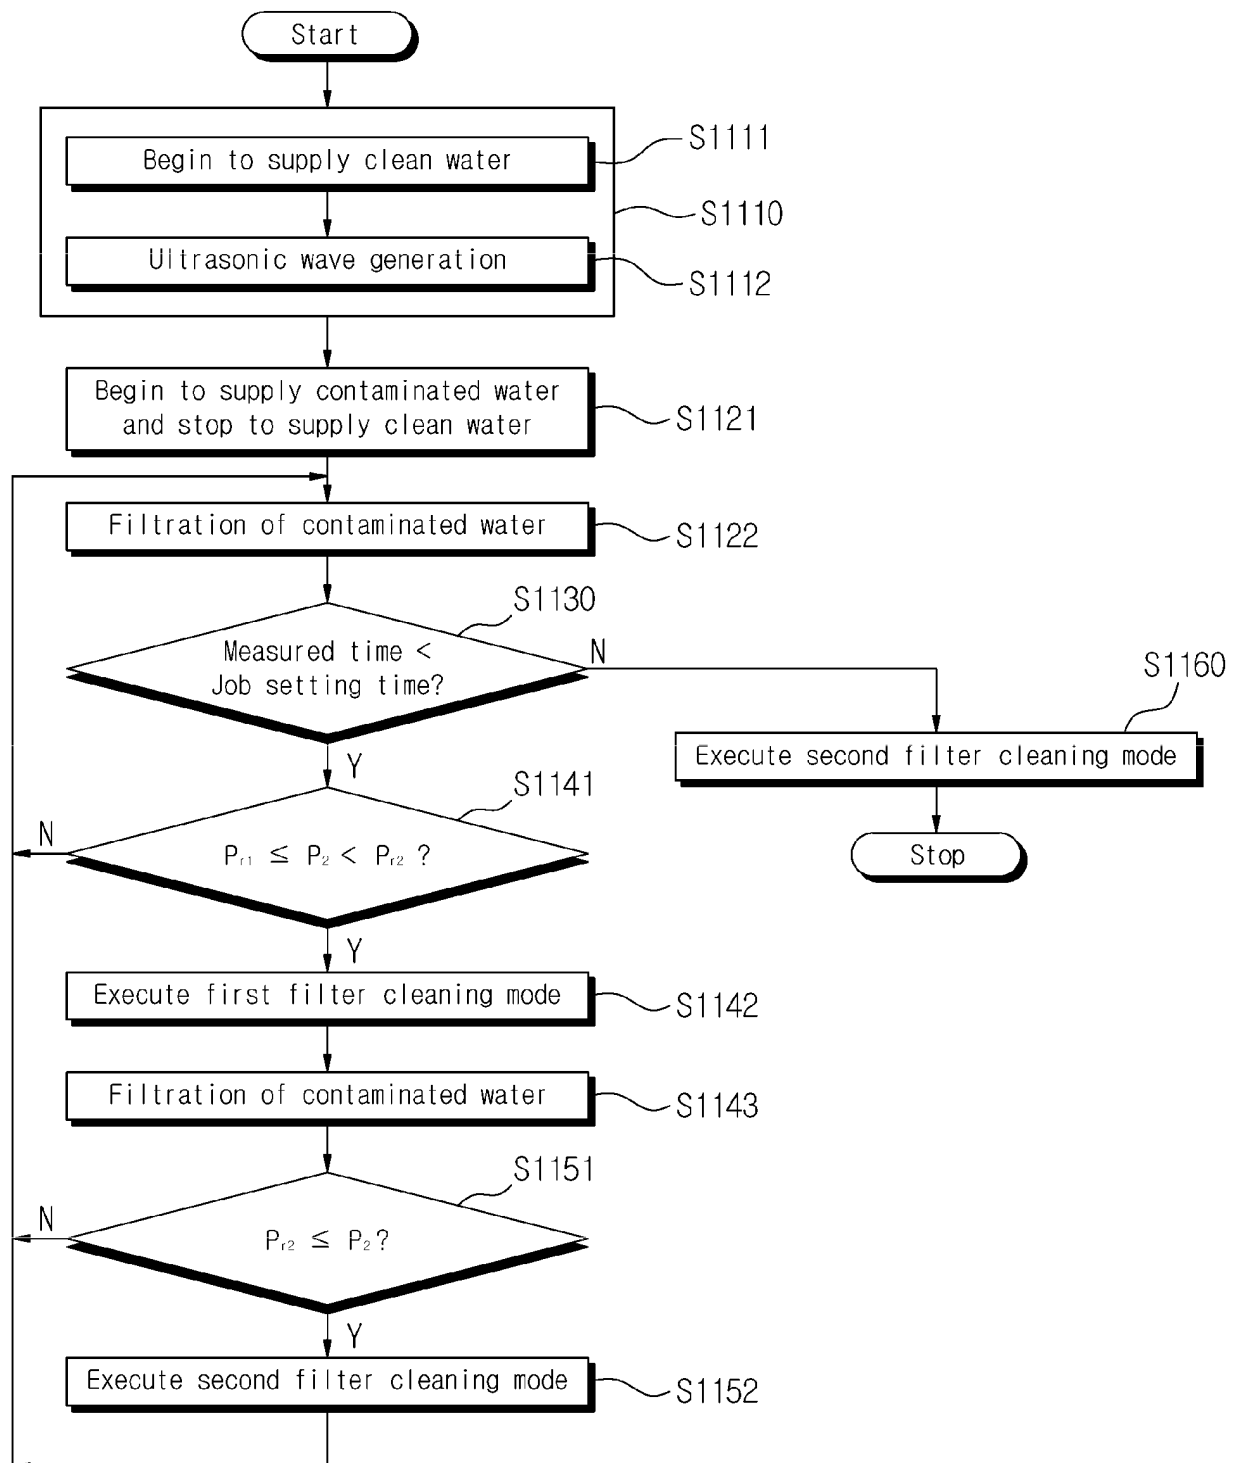 Start
Begin to supply clean water
S1111
S1110
Ultrasonic wave generation
S1112
Begin to supply contaminated water
and stop to supply clean water
S1121
Filtration of contaminated water
S1122
S1130
Measured time <
Job setting time?
N
S1160
Execute second filter cleaning mode
Y
S1141
N
Pr1 ≦ P2 < Pr2 ?
Stop
Y
Execute first filter cleaning mode
S1142
Filtration of contaminated water
S1143
S1151
N
Pr2 ≦ P2?
Y
Execute second filter cleaning mode
S1152